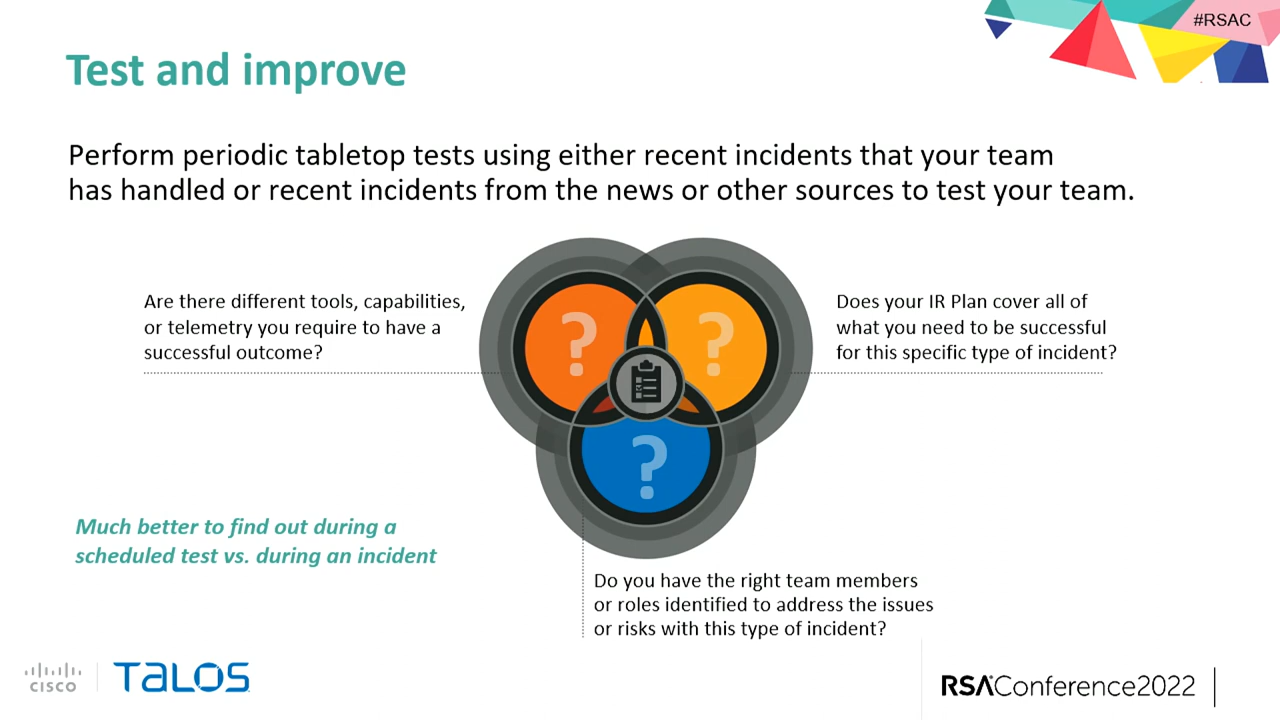 #RSAC
Test and improve
Perform periodic tabletop tests using either recent incidents that your team
has handled or recent incidents from the news or other sources to test your team.
Are there different tools, capabilities,
or telemetry you require to have a
successful outcome?
?
?
Does your IR Plan cover all of
what you need to be successful
for this specific type of incident?
?
Much better to find out during a
scheduled test vs. during an incident
Do you have the right team members
or roles identified to address the issues
or risks with this type of incident?
CISCO
TALOS
RSAConference2022